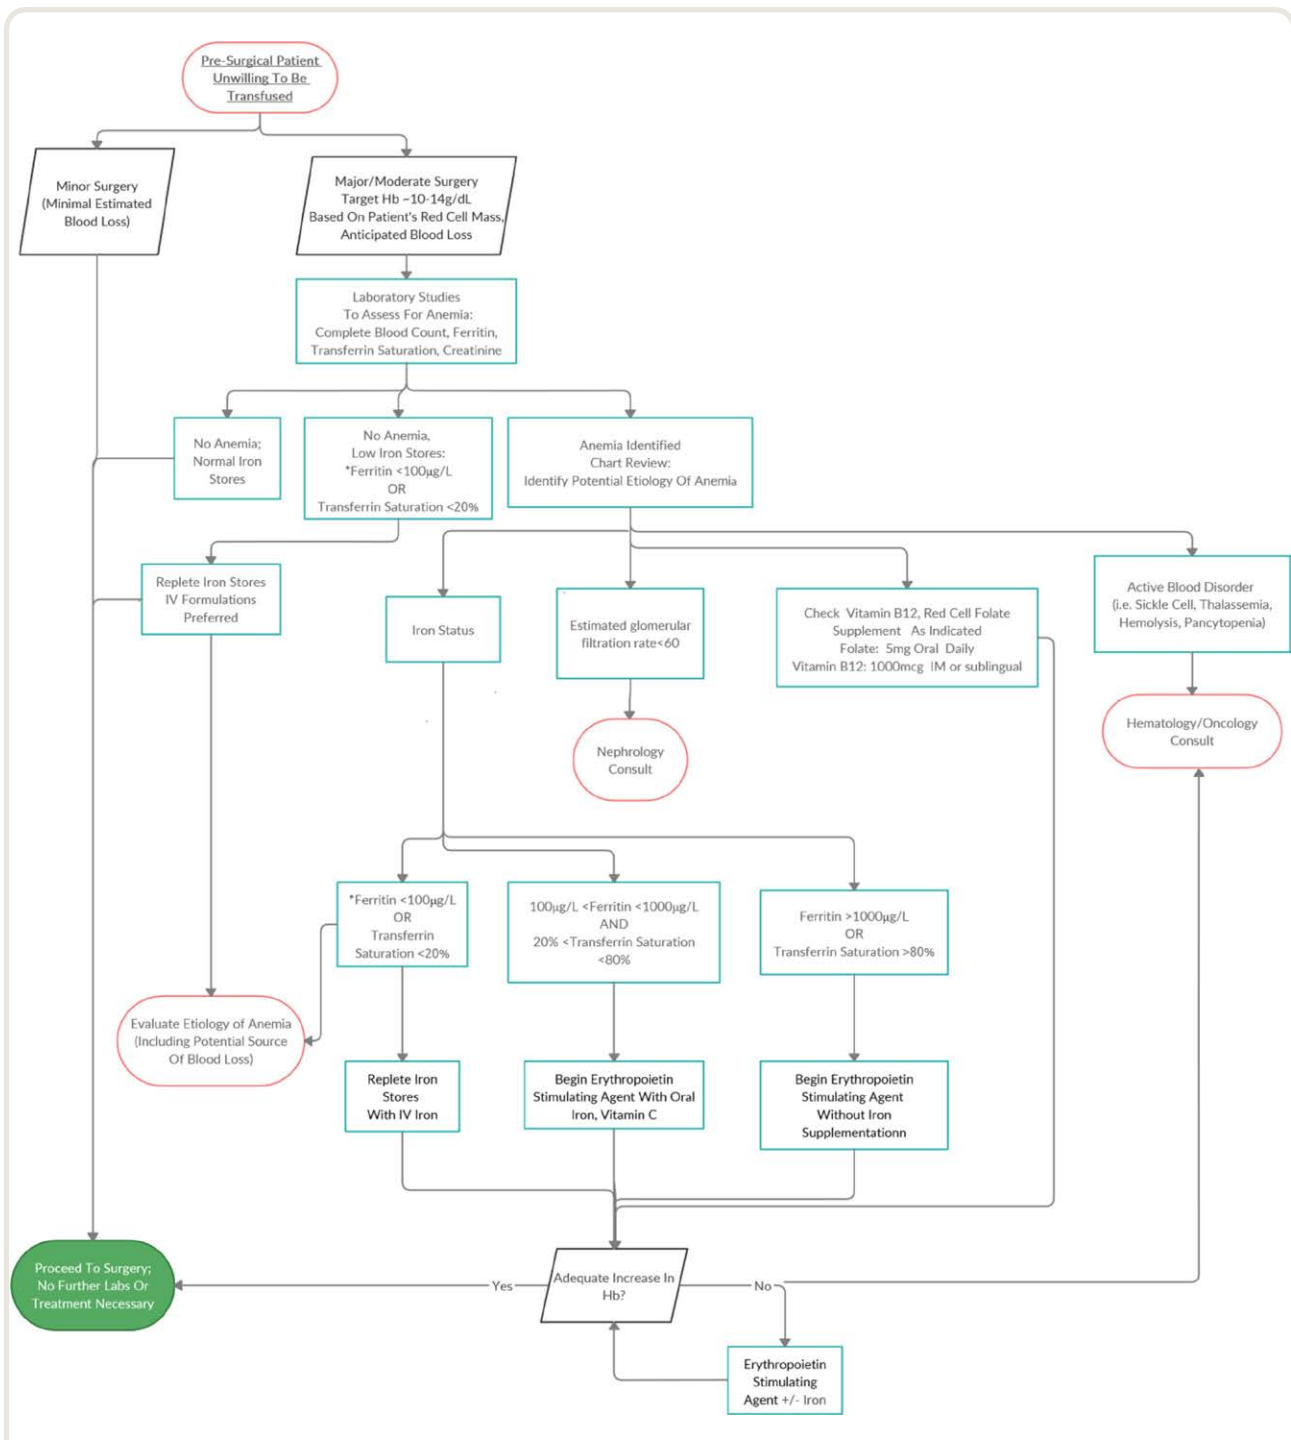 Pre-Surgical Patient
Unwilling To Be
Transfused
Minor Surgery
(Minimal Estimated
Blood Loss)
Major/Moderate Surgery
Target Hb ~10-14g/dL
Based On Patient's Red Cell Mass,
Anticipated Blood Loss
Laboratory Studies
To Assess For Anemia:
Complete Blood Count, Ferritin,
Transferrin Saturation, Creatinine
No Anemia;
Normal Iron
Stores
No Anemia,
Low Iron Stores:
*Ferritin <100µg/L
OR
Transferrin Saturation <20%
Anemia Identified
Chart Review:
Identify Potential Etiology Of Anemia
Replete Iron Stores
IV Formulations
Preferred
Iron Status
Estimated glomerular
filtration rate<60
Check Vitamin B12, Red Cell Folate
Supplement As Indicated
Folate: 5mg Oral Daily
Vitamin B12: 1000mcg IM or sublingual
Active Blood Disorder
(i.e. Sickle Cell, Thalassemia,
Hemolysis, Pancytopenia)
Nephrology
Consult
Hematology/Oncology
Consult
*Ferritin <100µg/L
OR
Transferrin
Saturation <20%
100µg/L <Ferritin <1000µg/L
AND
20% <Transferrin Saturation
<80%
Ferritin >1000µg/L
OR
Transferrin Saturation >80%
Evaluate Etiology of Anemia
(Including Potential Source
Of Blood Loss)
Replete Iron
Stores
With IV Iron
Begin Erythropoietin
Stimulating Agent With Oral
Iron, Vitamin C
Begin Erythropoietin
Stimulating Agent
Without Iron
Supplementationn
Proceed To Surgery;
No Further Labs Or
Treatment Necessary
Yes
Adequate Increase In
Hb?
No
Erythropoietin
Stimulating
Agent +/- Iron